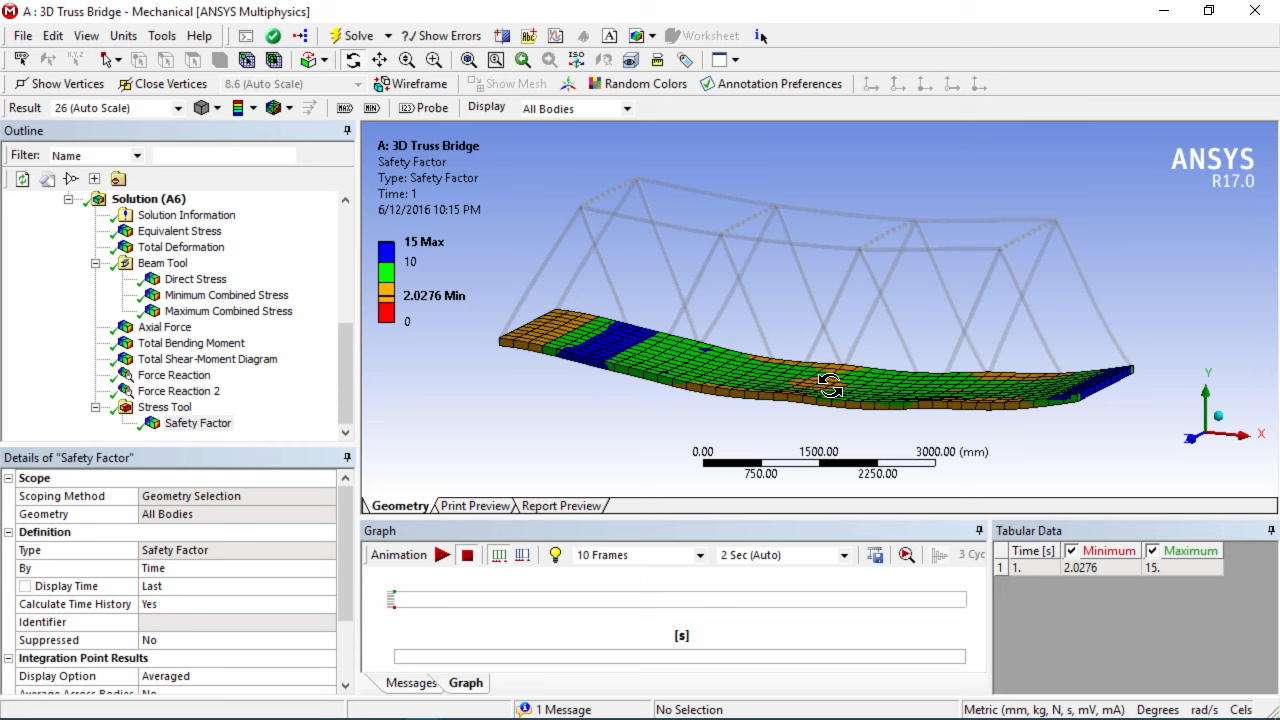 A : 3D Truss Bridge - Mechanical [ANSYS Multiphysics]
File Edit View Units Tools Help Solve ?/ Show Errors Worksheet
Show Vertices Close Vertices 8.6 (Auto Scale) Wireframe Show Mesh Random Colors Annotation Preferences
Result 26 (Auto Scale) MAX MIN Probe Display All Bodies
Outline
Filter: Name
Solution (A6)
Solution Information
Equivalent Stress
Total Deformation
Beam Tool
Direct Stress
Minimum Combined Stress
Maximum Combined Stress
Axial Force
Total Bending Moment
Total Shear-Moment Diagram
Force Reaction
Force Reaction 2
Stress Tool
Safety Factor
A: 3D Truss Bridge
Safety Factor
Type: Safety Factor
Time: 1
6/12/2016 10:15 PM
15 Max
10
2.0276 Min
0
ANSYS
R17.0
Y
X
Z
0.00 1500.00 3000.00 (mm)
750.00 2250.00
Geometry Print Preview Report Preview
Details of "Safety Factor"
Scope
Scoping Method Geometry Selection
Geometry All Bodies
Definition
Type Safety Factor
By Time
Display Time Last
Calculate Time History Yes
Identifier
Suppressed No
Integration Point Results
Display Option Averaged
Average Across Bodies No
Graph
Animation 10 Frames 2 Sec (Auto) 3 Cyc
[s]
Messages Graph
Tabular Data
Time [s] Minimum Maximum
1 1. 2.0276 15.
1 Message No Selection Metric (mm, kg, N, s, mV, mA) Degrees rad/s Cels